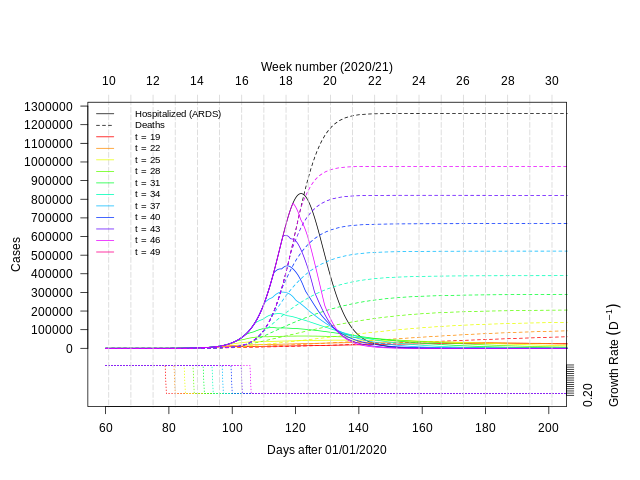 Week number (2020/21)
10 12 14 16 18 20 22 24 26 28 30
1300000
1200000
1100000
1000000
900000
800000
700000
600000
500000
400000
300000
200000
100000
0
Cases
Hospitalized (ARDS)
Deaths
t = 19
t = 22
t = 25
t = 28
t = 31
t = 34
t = 37
t = 40
t = 43
t = 46
t = 49
0.20
Growth Rate (D⁻¹)
60 80 100 120 140 160 180 200
Days after 01/01/2020